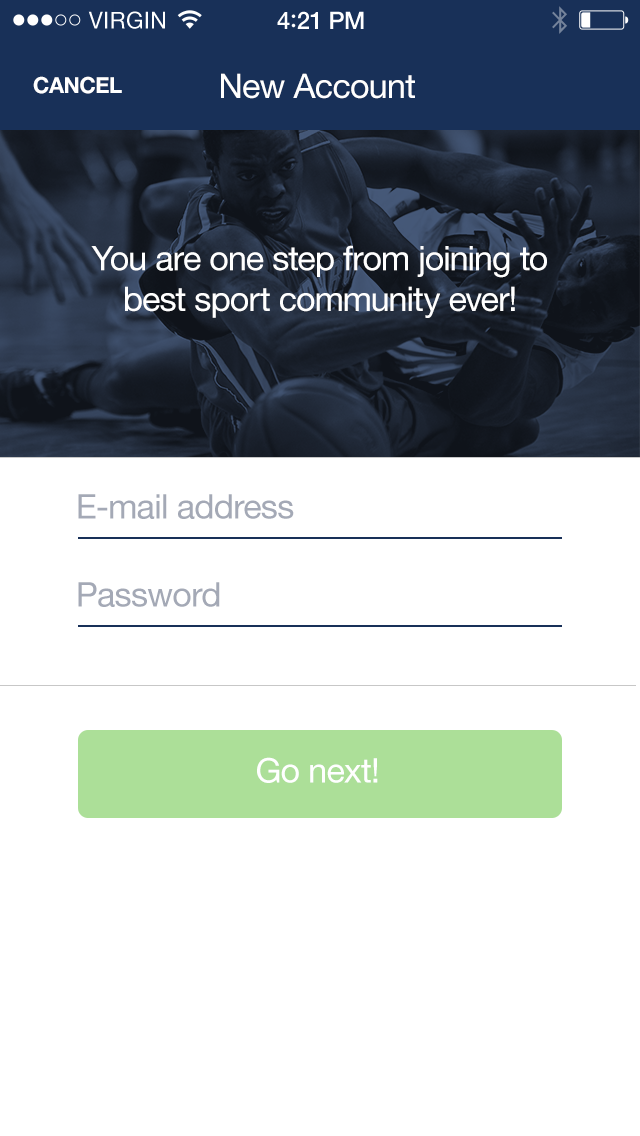 VIRGIN 4:21 PM
CANCEL New Account
You are one step from joining to
best sport community ever!
E-mail address
Password
Go next!